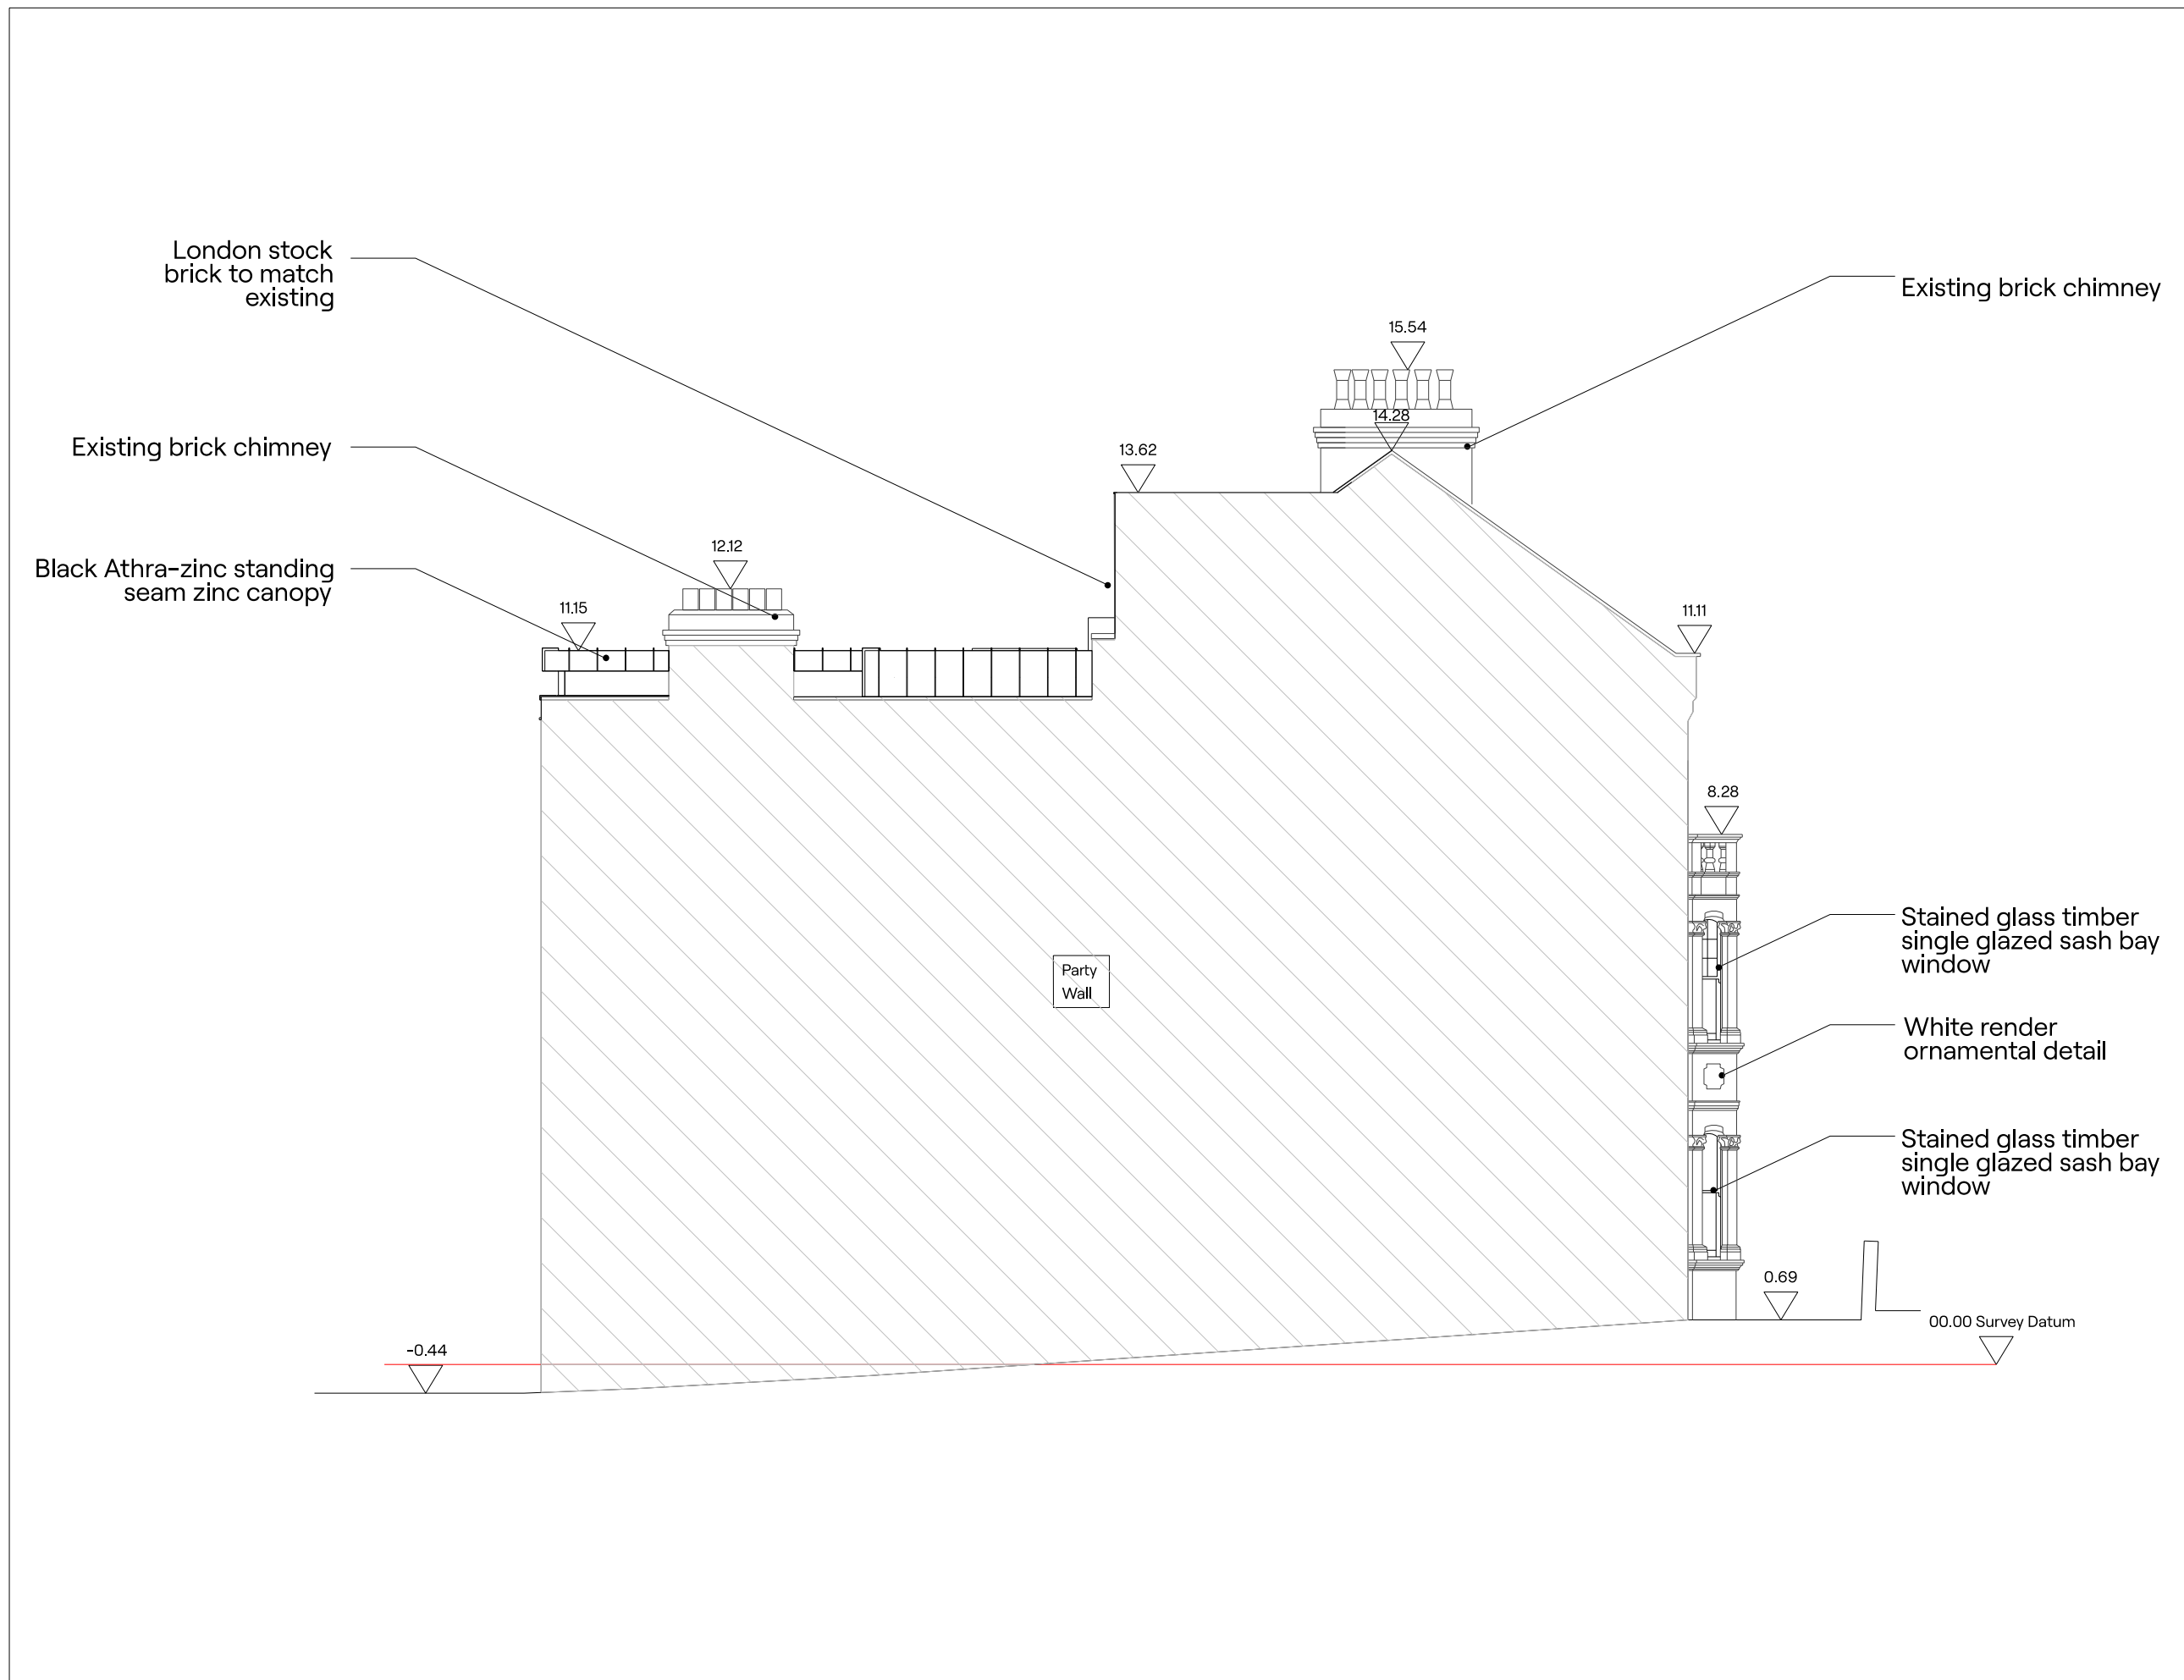 London stock
brick to match
existing
Existing brick chimney
15.54
14.28
13.62
Existing brick chimney
12.12
Black Athra-zinc standing
seam zinc canopy
11.15
11.11
8.28
Stained glass timber
single glazed sash bay
window
Party
Wall
White render
ornamental detail
Stained glass timber
single glazed sash bay
window
0.69
00.00 Survey Datum
-0.44